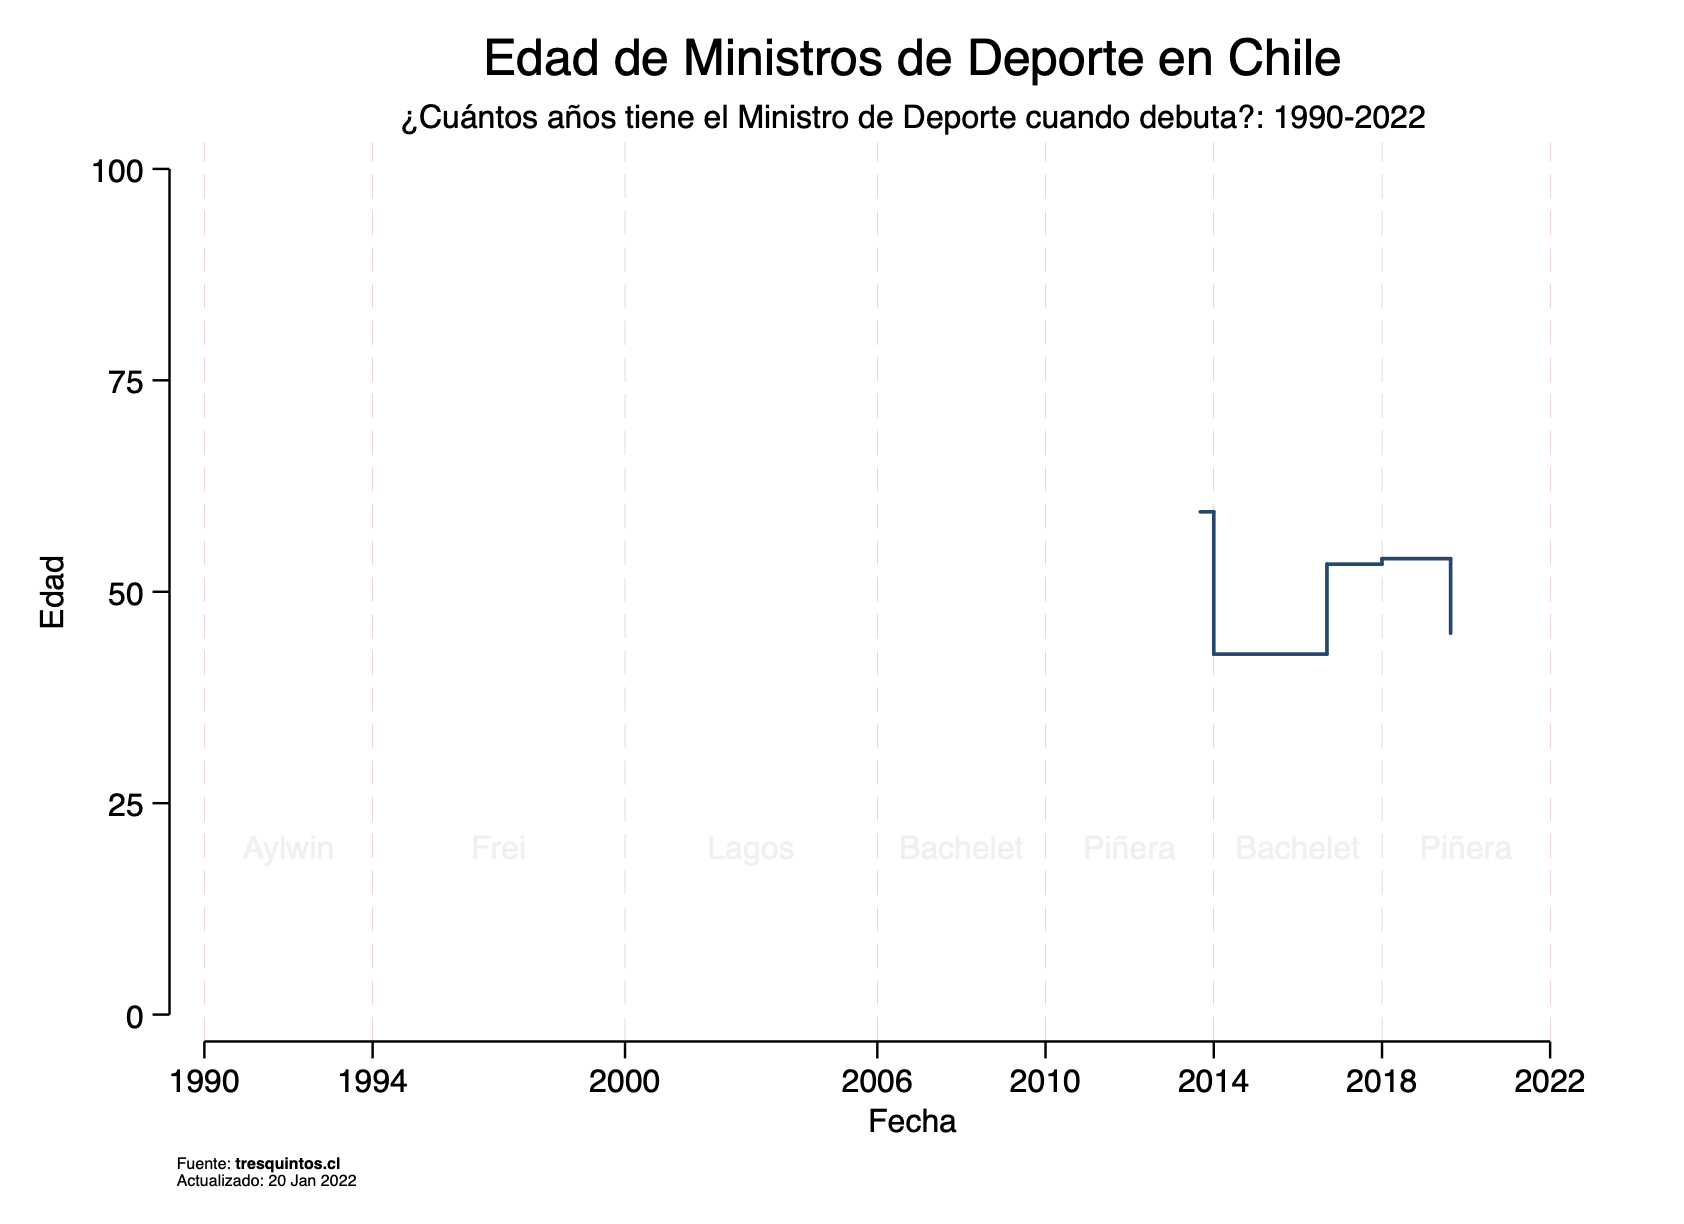 Edad de Ministros de Deporte en Chile
¿Cuántos años tiene el Ministro de Deporte cuando debuta?: 1990-2022
100
75
50
25
0
Edad
Aylwin Frei Lagos Bachelet Piñera Bachelet Piñera
1990 1994 2000 2006 2010 2014 2018 2022
Fecha
Fuente: tresquintos.cl
Actualizado: 20 Jan 2022